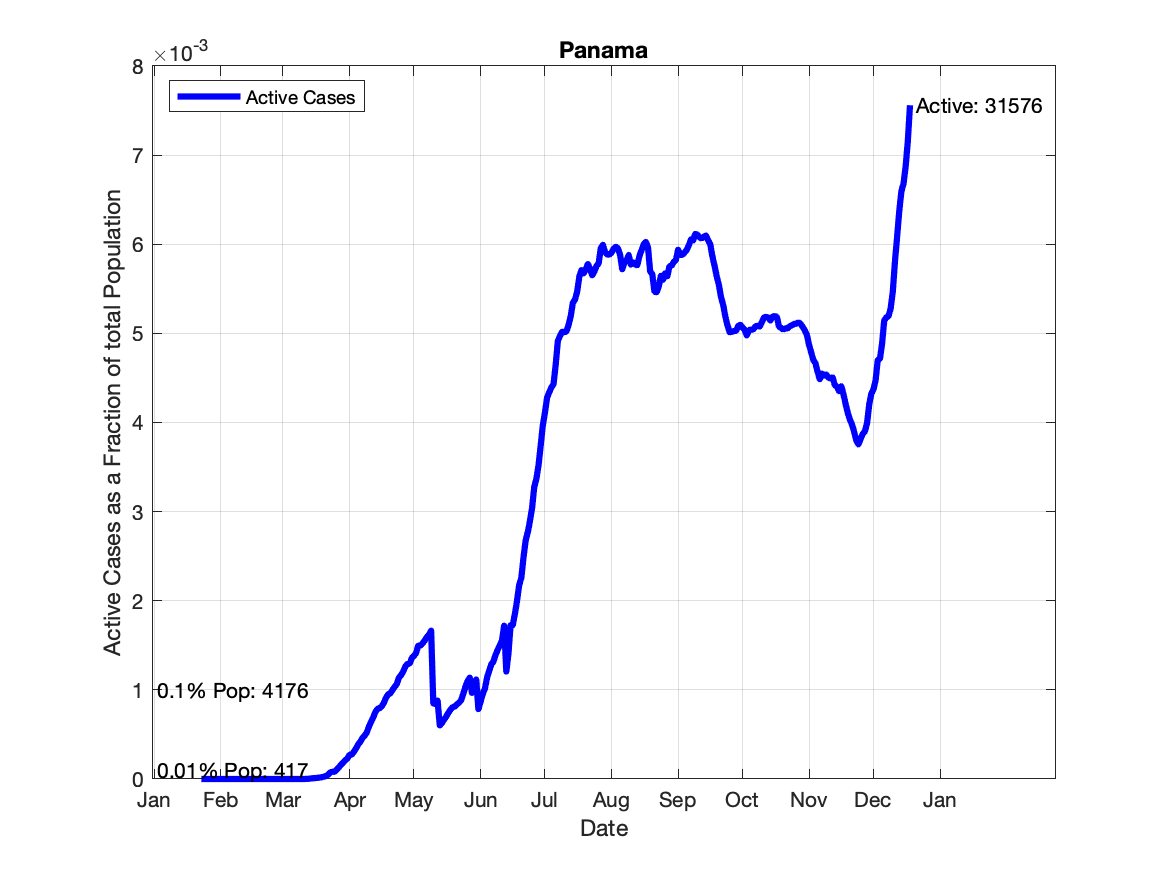 Panama
×10-3
8
7
6
5
4
3
2
1
0
Active Cases as a Fraction of total Population
Active Cases
Active: 31576
0.1% Pop: 4176
0.01% Pop: 417
Jan Feb Mar Apr May Jun Jul Aug Sep Oct Nov Dec Jan
Date